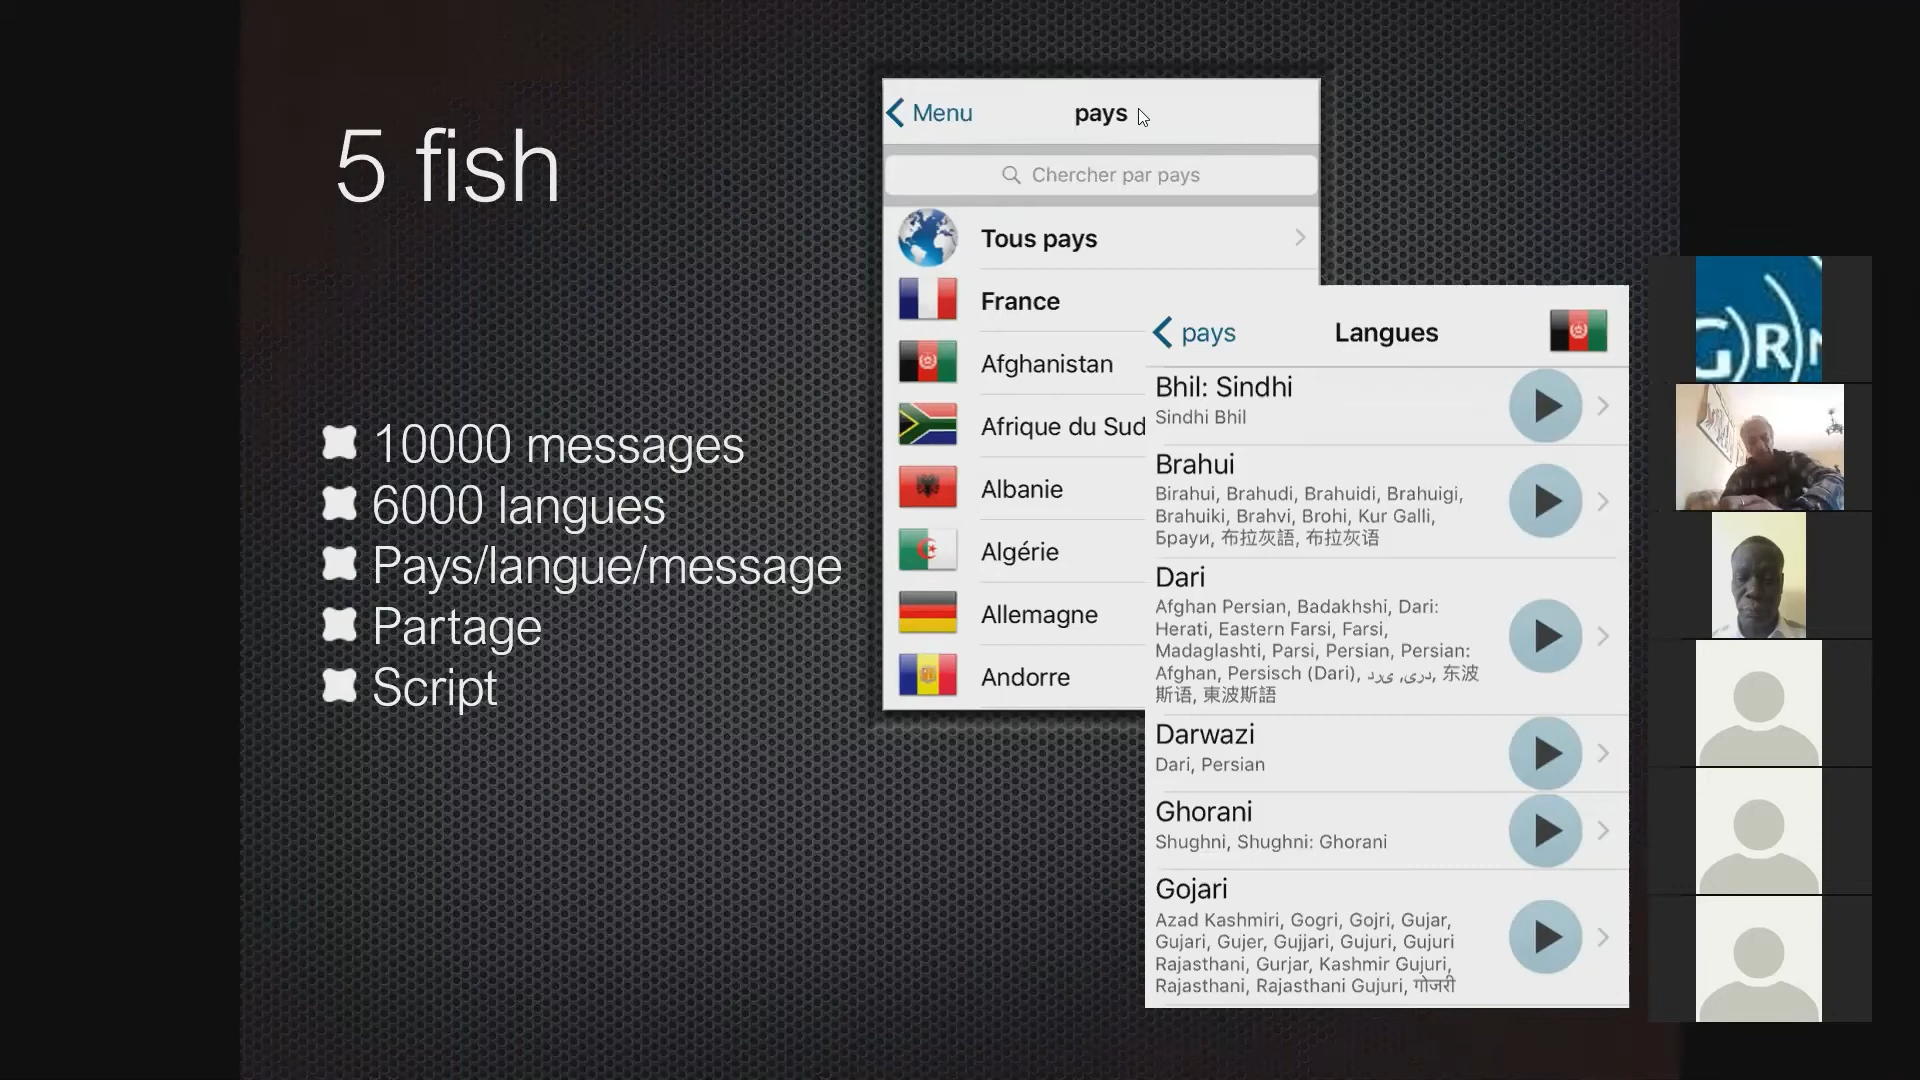 5 fish
10000 messages
6000 langues
Pays/langue/message
Partage
Script
Menu
pays
Chercher par pays
Tous pays
France
Afghanistan
Afrique du Sud
Albanie
Algérie
Allemagne
Andorre
pays
Langues
Bhil: Sindhi
Sindhi Bhil
Brahui
Birahui, Brahudi, Brahuidi, Brahuigi,
Brahuiki, Brahvi, Brohi, Kur Galli,
Брауи, 布拉灰語, 布拉灰语
Dari
Afghan Persian, Badakhshi, Dari:
Herati, Eastern Farsi, Farsi,
Madaglashti, Parsi, Persian, Persian:
Afghan, Persisch (Dari), دری, یرد, 东波
斯语, 東波斯語
Darwazi
Dari, Persian
Ghorani
Shughni, Shughni: Ghorani
Gojari
Azad Kashmiri, Gogri, Gojri, Gujar,
Gujari, Gujer, Gujjari, Gujuri, Gujuri
Rajasthani, Gurjar, Kashmir Gujuri,
Rajasthani, Rajasthani Gujuri, गोजरी